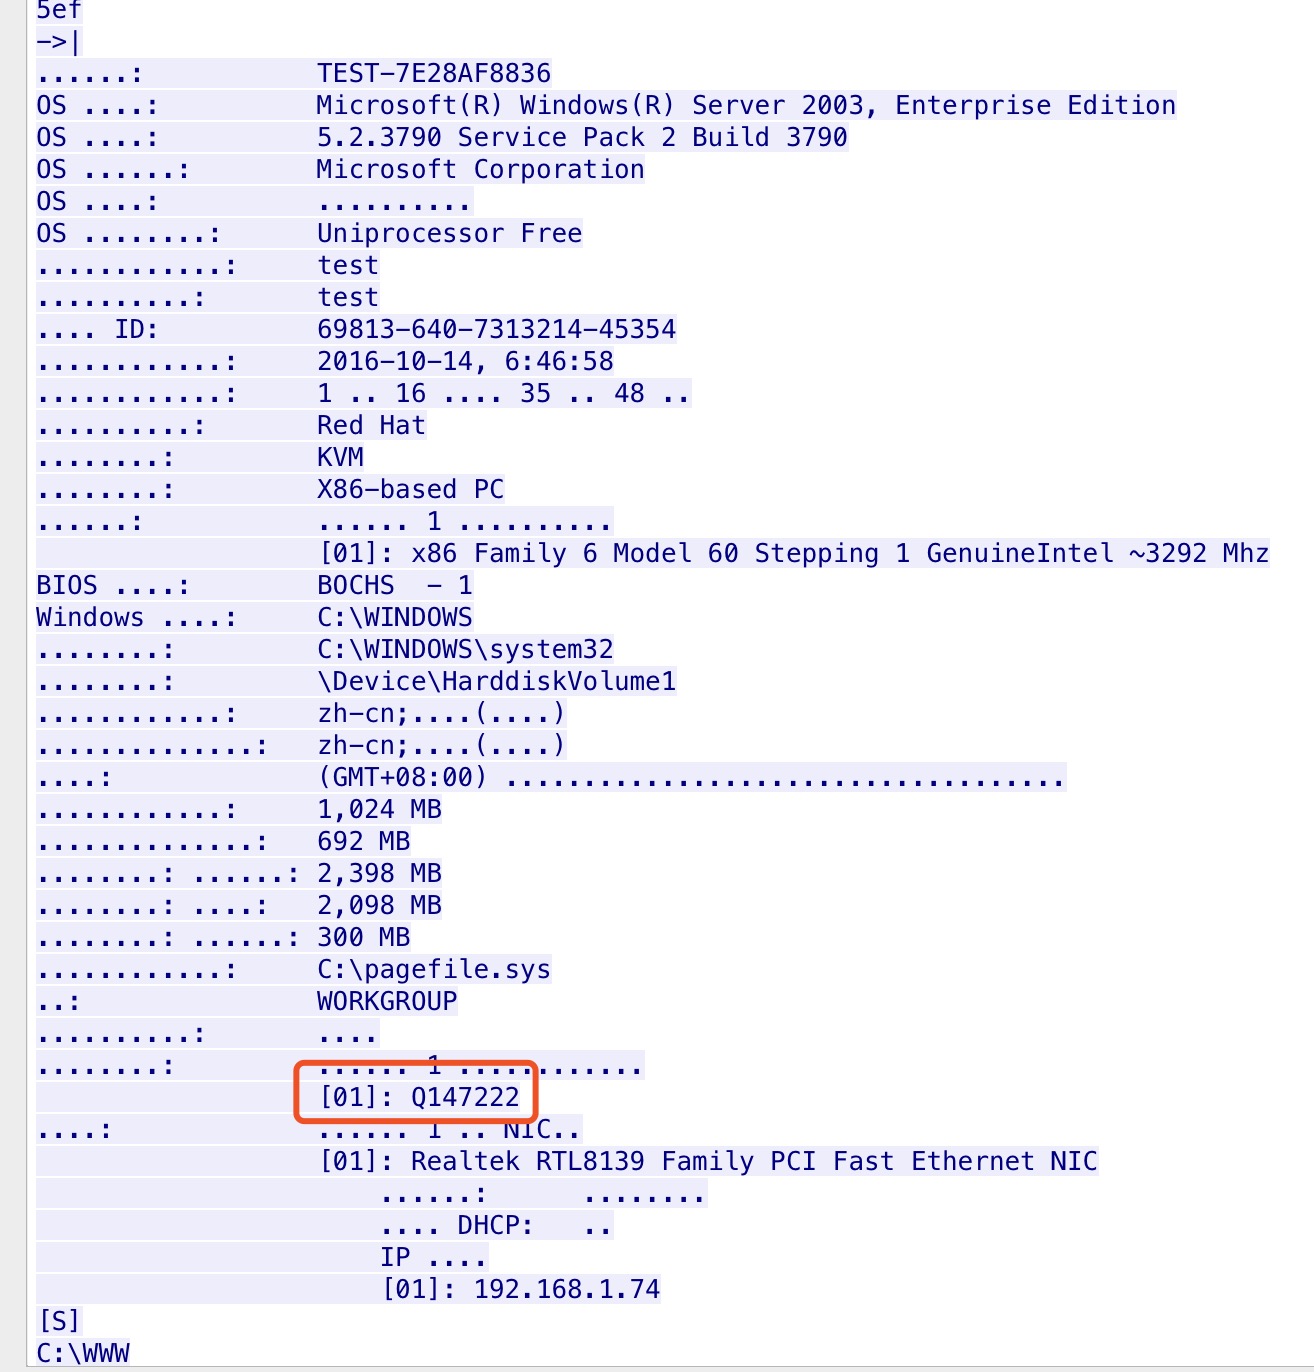 5ef
->|
......: TEST-7E28AF8836
OS ....: Microsoft(R) Windows(R) Server 2003, Enterprise Edition
OS ....: 5.2.3790 Service Pack 2 Build 3790
OS ......: Microsoft Corporation
OS ....: ..........
OS ........: Uniprocessor Free
............: test
..........: test
.... ID: 69813-640-7313214-45354
............: 2016-10-14, 6:46:58
............: 1 .. 16 .... 35 .. 48 ..
..........: Red Hat
........: KVM
........: X86-based PC
......: ...... 1 ..........
[01]: x86 Family 6 Model 60 Stepping 1 GenuineIntel ~3292 Mhz
BIOS ....: BOCHS  - 1
Windows ....: C:\WINDOWS
........: C:\WINDOWS\system32
........: \Device\HarddiskVolume1
............: zh-cn;....(....)
..............: zh-cn;....(....)
....: (GMT+08:00) ....................................
............: 1,024 MB
..............: 692 MB
........: ......: 2,398 MB
........: ....: 2,098 MB
........: ......: 300 MB
............: C:\pagefile.sys
..: WORKGROUP
..........: ....
........: ...... 1 ............
[01]: Q147222
....: ...... 1 .. NIC..
[01]: Realtek RTL8139 Family PCI Fast Ethernet NIC
......: ........
.... DHCP: ..
IP ....
[01]: 192.168.1.74
[S]
C:\WWW